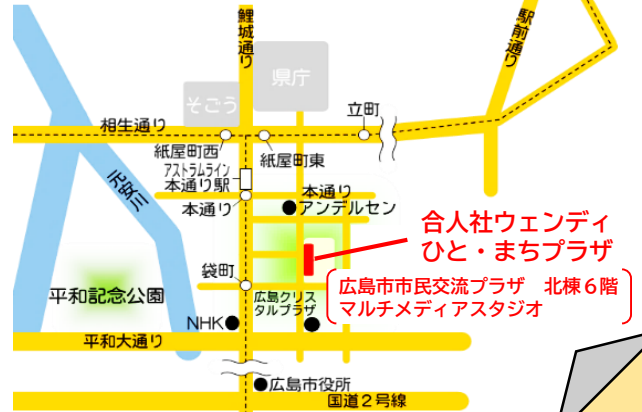 鯉城通り
駅前通り
県庁
そごう
立町
相生通り
紙屋町西
紙屋町東
アストラムライン
本通り駅
本通り
本通り
アンデルセン
元安川
合人社ウェンディ
ひと・まちプラザ
広島市市民交流プラザ 北棟6階
マルチメディアスタジオ
袋町
平和記念公園
広島クリス
タルプラザ
NHK
平和大通り
広島市役所
国道2号線